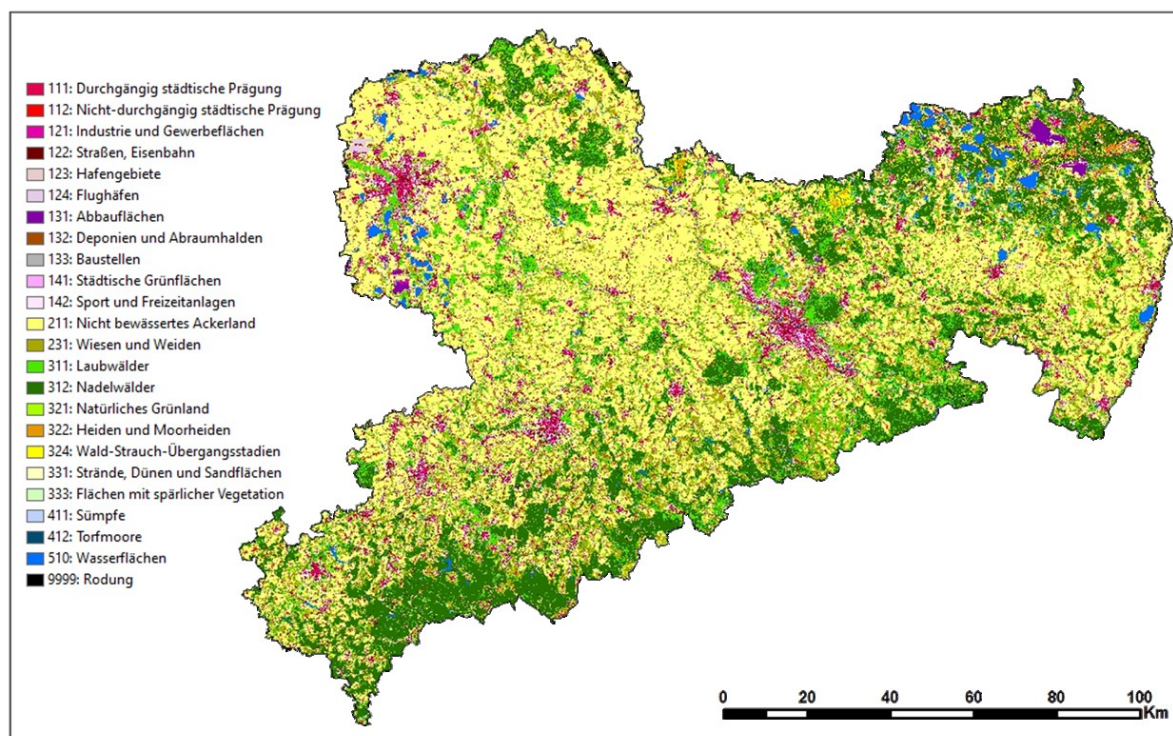 111: Durchgängig städtische Prägung
112: Nicht-durchgängig städtische Prägung
121: Industrie und Gewerbeflächen
122: Straßen, Eisenbahn
123: Hafengebiete
124: Flughäfen
131: Abbauflächen
132: Deponien und Abraumhalden
133: Baustellen
141: Städtische Grünflächen
142: Sport und Freizeitanlagen
211: Nicht bewässertes Ackerland
231: Wiesen und Weiden
311: Laubwälder
312: Nadelwälder
321: Natürliches Grünland
322: Heiden und Moorheiden
324: Wald-Strauch-Übergangsstadien
331: Strände, Dünen und Sandflächen
333: Flächen mit spärlicher Vegetation
411: Sümpfe
412: Torfmoore
510: Wasserflächen
9999: Rodung
0 20 40 60 80 100
Km